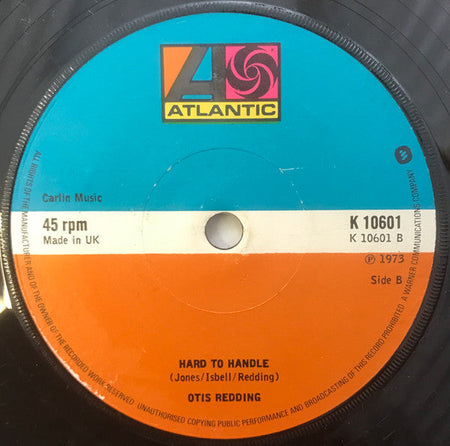 ATLANTIC
Carlin Music
45 rpm
Made in UK
K 10601
K 10601 B
℗ 1973
Side B
HARD TO HANDLE
(Jones/Isbell/Redding)
OTIS REDDING
ALL RIGHTS OF THE MANUFACTURER AND OF THE OWNER OF THE RECORDED WORK RESERVED. UNAUTHORISED COPYING PUBLIC PERFORMANCE AND BROADCASTING OF THIS RECORD PROHIBITED. A WARNER COMMUNICATIONS COMPANY